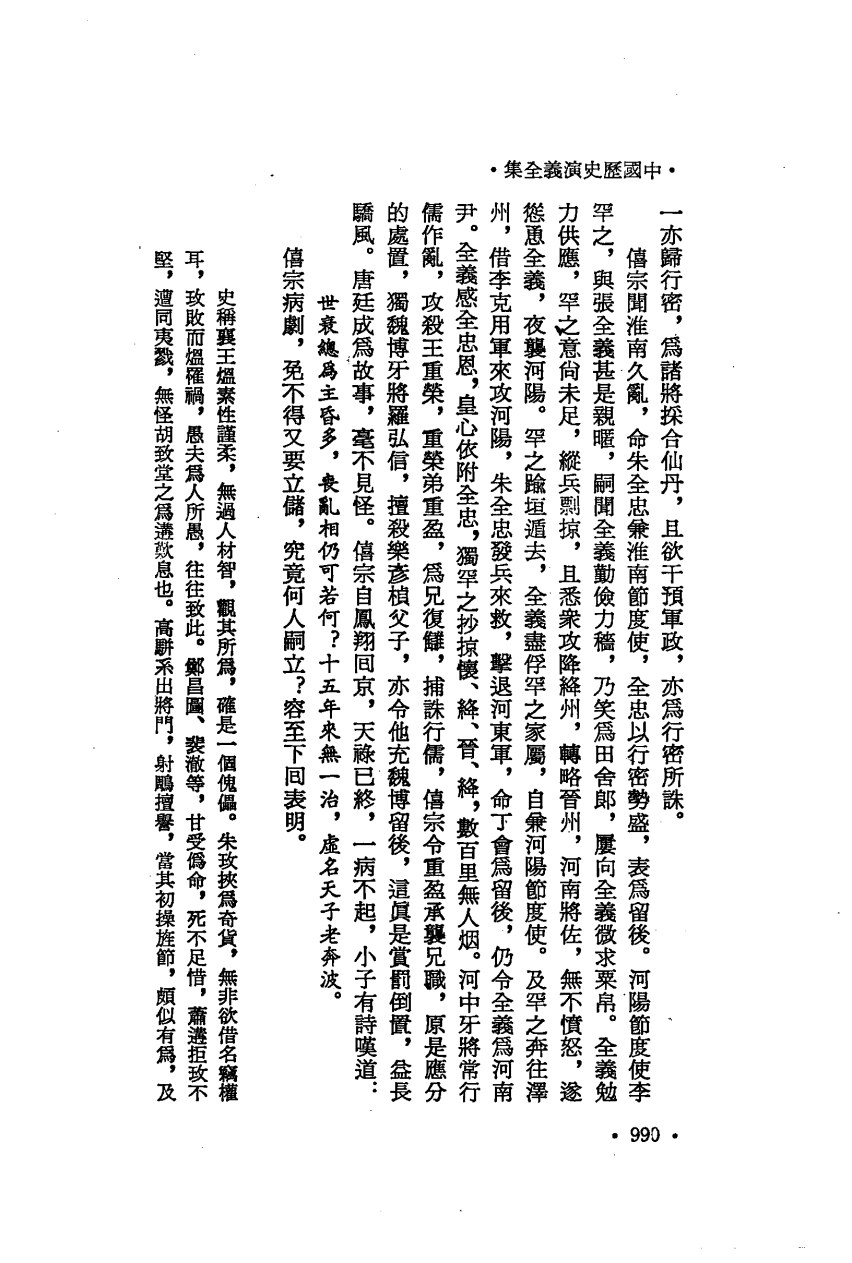 ·中國歷史演義全集·
一亦歸行密，爲諸將採合仙丹，且欲干預軍政，亦爲行密所誅。
僖宗聞淮南久亂，命朱全忠兼淮南節度使，全忠以行密勢盛，表爲留後。河陽節度使李
罕之，與張全義甚是親暱，嗣聞全義勤儉力穡，乃笑爲田舍郎，屢向全義徵求粟帛。全義勉
力供應，罕之意尙未足，縱兵剽掠，且悉衆攻降絳州，轉略晉州，河南將佐，無不憤怒，遂
慫恿全義，夜襲河陽。罕之踰垣遁去，全義盡俘罕之家屬，自兼河陽節度使。及罕之奔往澤
州，借李克用軍來攻河陽，朱全忠發兵來救，擊退河東軍，命丁會爲留後，仍令全義爲河南
尹。全義感全忠恩，皇心依附全忠，獨罕之抄掠懷、絳、晉、絳，數百里無人烟。河中牙將常行
儒作亂，攻殺王重榮，重榮弟重盈，爲兄復讎，捕誅行儒，僖宗令重盈承襲兄職，原是應分
的處置，獨魏博牙將羅弘信，擅殺樂彥楨父子，亦令他充魏博留後，這眞是賞罰倒置，益長
驕風。唐廷成爲故事，毫不見怪。僖宗自鳳翔回京，天祿已終，一病不起，小子有詩嘆道：
世衰總爲主昏多，喪亂相仍可若何？十五年來無一治，虛名天子老奔波。
僖宗病劇，免不得又要立儲，究竟何人嗣立？容至下回表明。
史稱襄王熅素性謹柔，無過人材智，觀其所爲，確是一個傀儡。朱玫挾爲奇貨，無非欲借名竊權
耳，玫敗而熅罹禍，愚夫爲人所愚，往往致此。鄭昌圖、裴澈等，甘受僞命，死不足惜，蕭遘拒玫不
堅，遭同夷戮，無怪胡致堂之爲遘歎息也。高駢系出將門，射鵰擅譽，當其初操旌節，頗似有爲，及
·990·